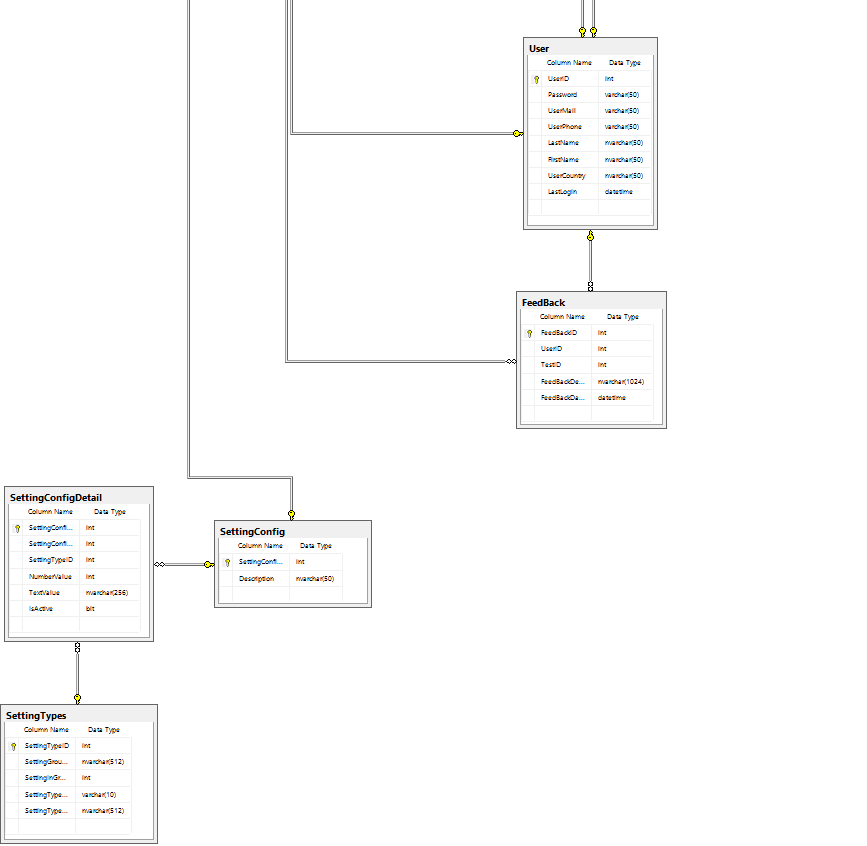 User
Column Name Data Type
UserID int
Password varchar(50)
UserMail varchar(50)
UserPhone varchar(50)
LastName nvarchar(50)
FirstName nvarchar(50)
UserCountry nvarchar(50)
LastLogin datetime
FeedBack
Column Name Data Type
FeedBackID int
UserID int
TestID int
FeedBackDe... nvarchar(1024)
FeedBackDa... datetime
SettingConfigDetail
Column Name Data Type
SettingConfi... int
SettingConfi... int
SettingTypeID int
NumberValue int
TextValue nvarchar(256)
IsActive bit
SettingConfig
Column Name Data Type
SettingConfi... int
Description nvarchar(50)
SettingTypes
Column Name Data Type
SettingTypeID int
SettingGrou... nvarchar(512)
SettingInGr... int
SettingType... varchar(10)
SettingType... nvarchar(512)